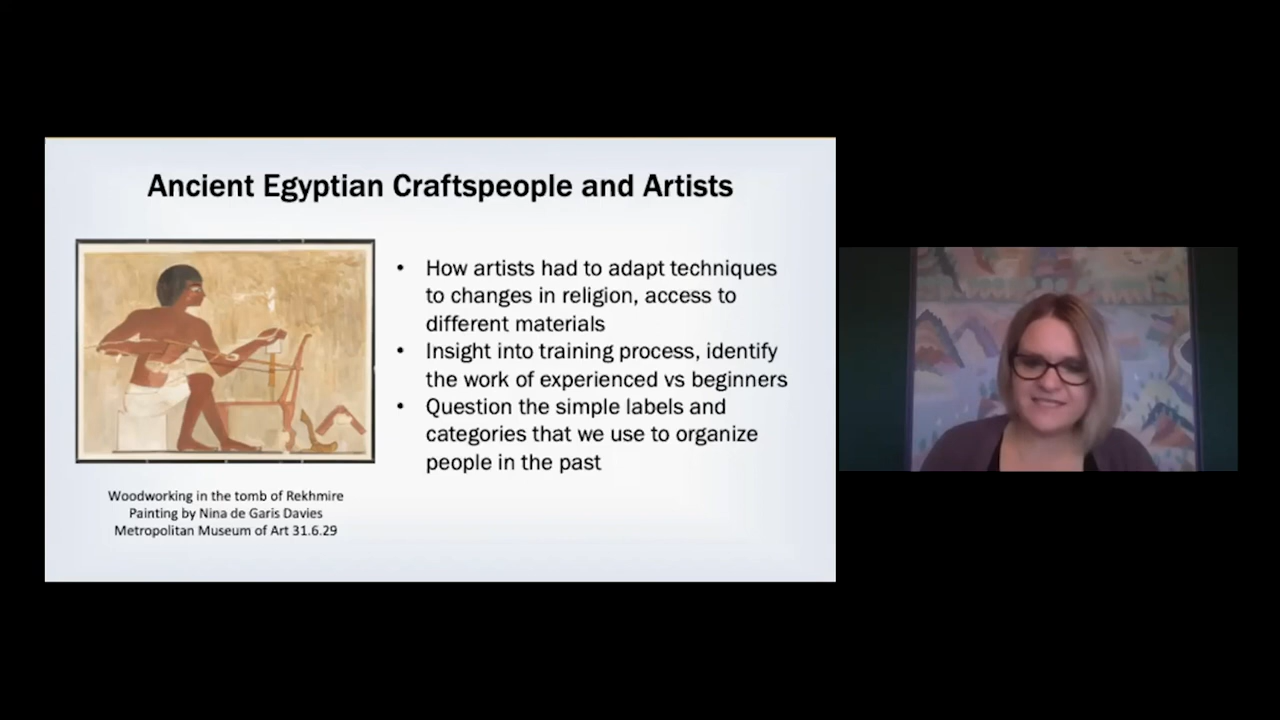 Ancient Egyptian Craftspeople and Artists
• How artists had to adapt techniques
to changes in religion, access to
different materials
• Insight into training process, identify
the work of experienced vs beginners
• Question the simple labels and
categories that we use to organize
people in the past
Woodworking in the tomb of Rekhmire
Painting by Nina de Garis Davies
Metropolitan Museum of Art 31.6.29